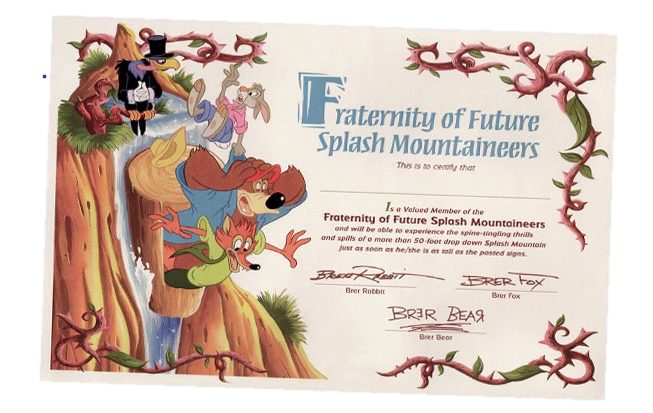 Fraternity of Future
Splash Mountaineers
This is to certify that
Is a Valued Member of the
Fraternity of Future Splash Mountaineers
and will be able to experience the spine-tingling thrills
and spills of a more than 50-foot drop down Splash Mountain
just as soon as he/she is as tall as the posted signs.
Brer Rabbit Brer Fox
Brer Rabbit Brer Fox
Brer Bear
Brer Bear